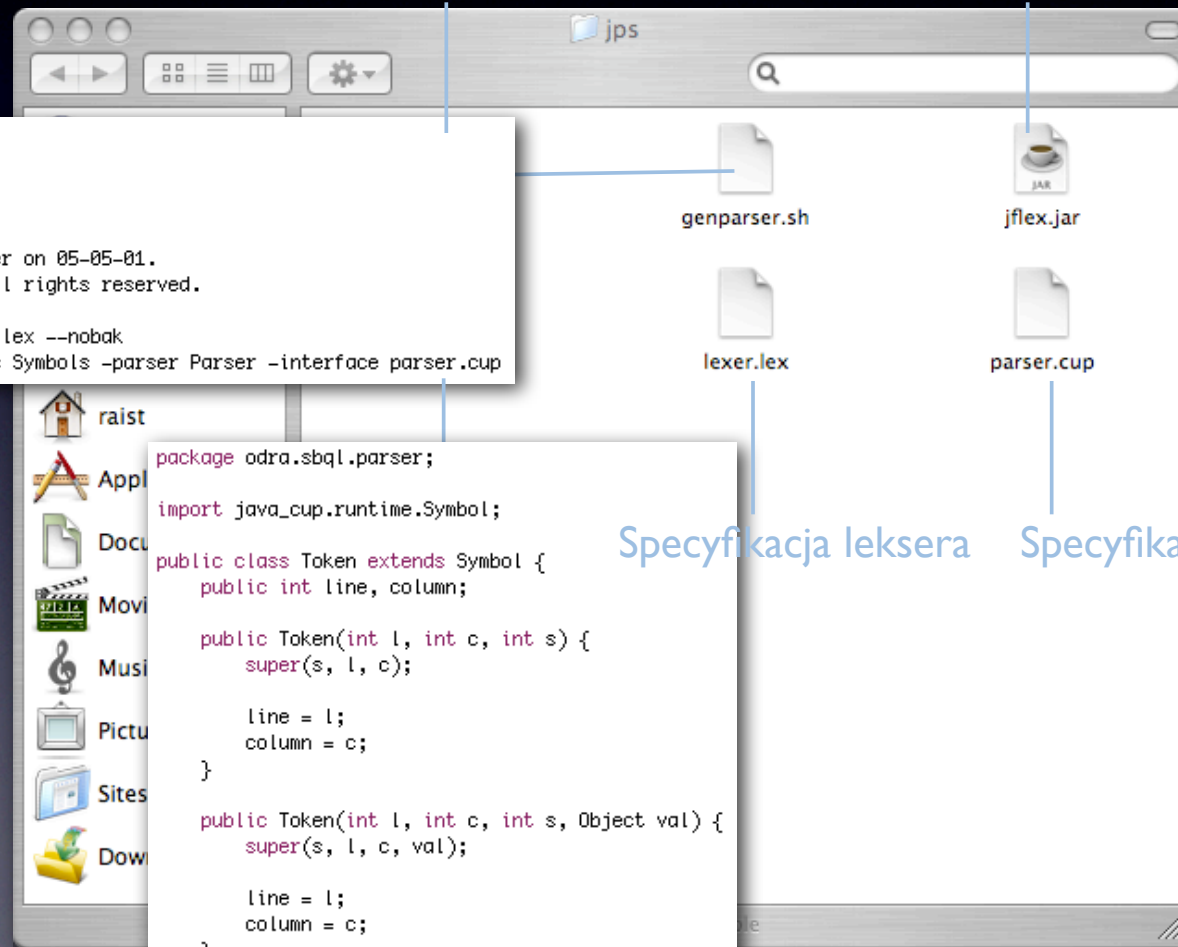 jps
er on 05-05-01.
l rights reserved.
lex --nobak
Symbols -parser Parser -interface parser.cup
genparser.sh
JAR
jflex.jar
lexer.lex
parser.cup
raist
Appl
Docu
Movi
Musi
Pictu
Sites
Dow
package odra.sbql.parser;
import java_cup.runtime.Symbol;
public class Token extends Symbol {
public int line, column;
public Token(int l, int c, int s) {
super(s, l, c);
line = l;
column = c;
}
public Token(int l, int c, int s, Object val) {
super(s, l, c, val);
line = l;
column = c;
Specyfikacja leksera
Specyfika
le